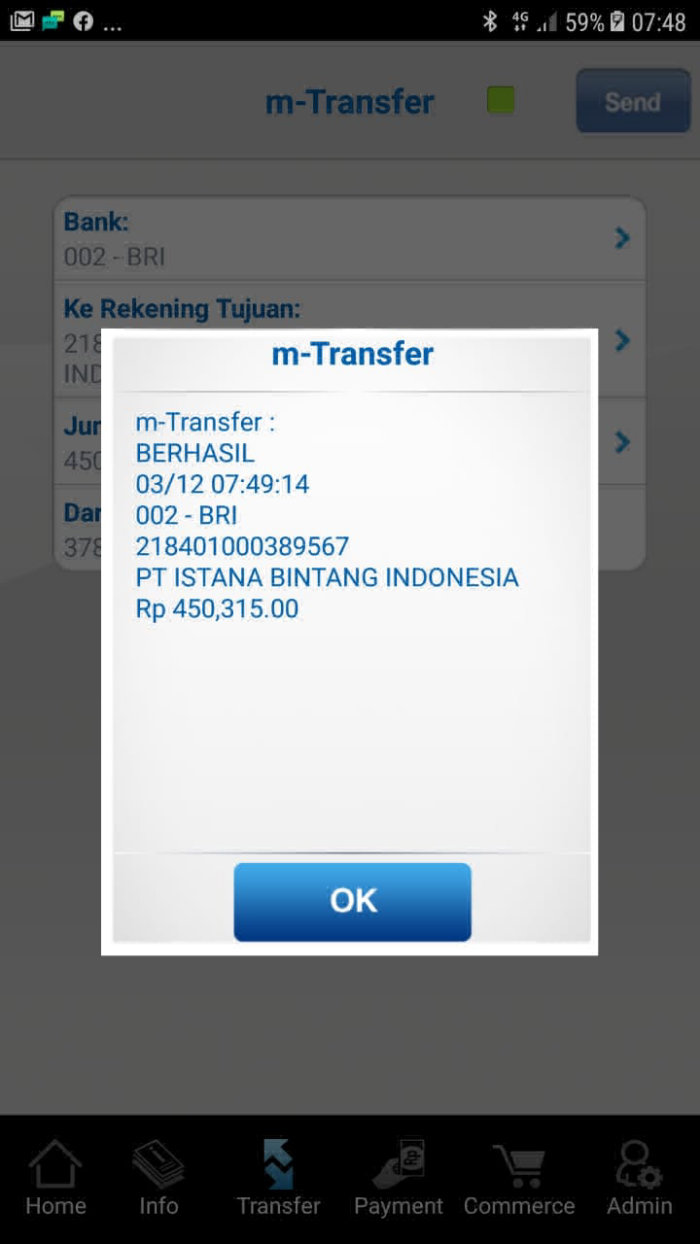 59% 07:48
m-Transfer
Send
Bank:
002 - BRI
Ke Rekening Tujuan:
218
IND
Jur
450
Dar
378
m-Transfer
m-Transfer :
BERHASIL
03/12 07:49:14
002 - BRI
218401000389567
PT ISTANA BINTANG INDONESIA
Rp 450,315.00
OK
Home Info Transfer Payment Commerce Admin